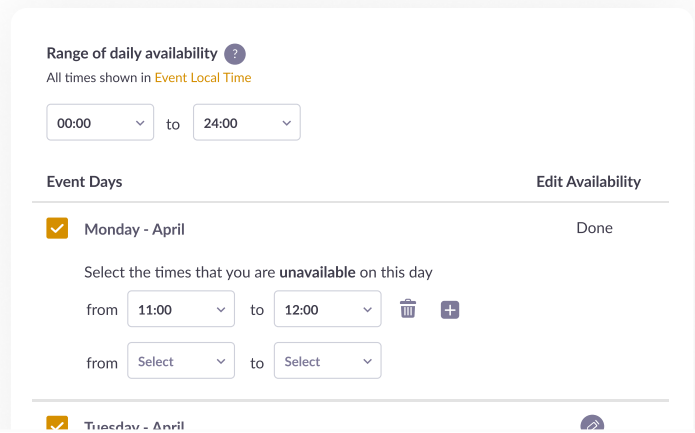 Range of daily availability ?
All times shown in Event Local Time
00:00 to 24:00
Event Days Edit Availability
Monday - April Done
Select the times that you are unavailable on this day
from 11:00 to 12:00
from Select to Select
Tuesday - April